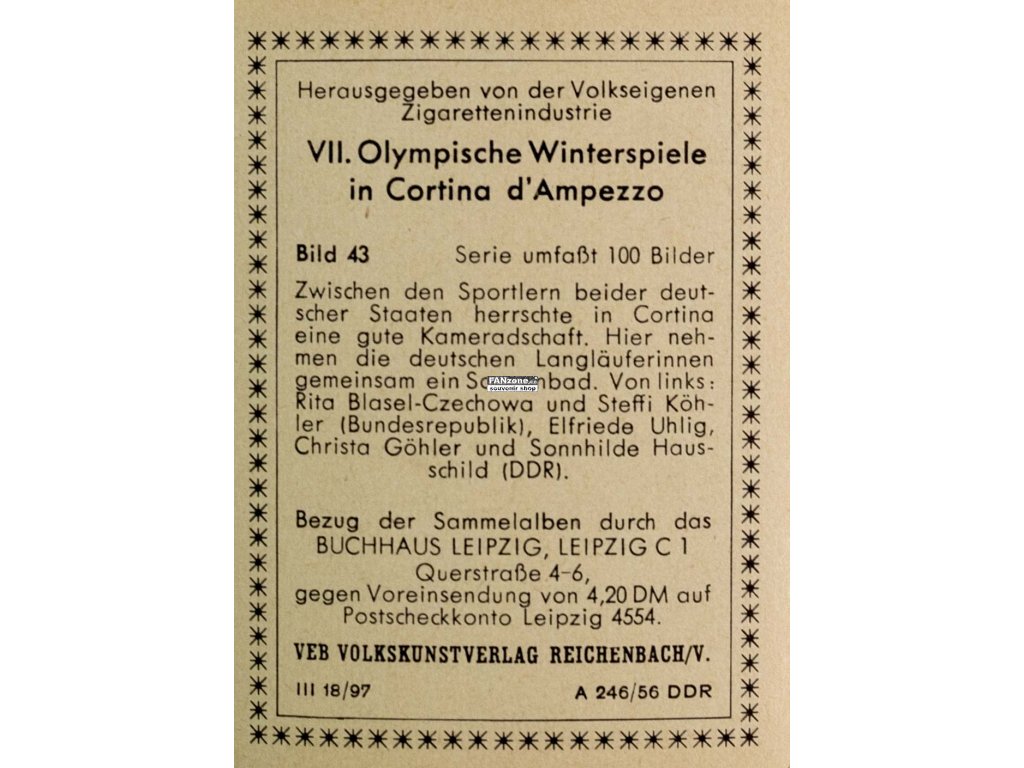 Herausgegeben von der Volkseigenen
Zigarettenindustrie
VII. Olympische Winterspiele
in Cortina d'Ampezzo
Bild 43 Serie umfaßt 100 Bilder
Zwischen den Sportlern beider deut-
scher Staaten herrschte in Cortina
eine gute Kameradschaft. Hier neh-
men die deutschen Langläuferinnen
gemeinsam ein bad. Von links:
FANzone
souvenir shop
Rita Blasel-Czechowa und Steffi Köh-
ler (Bundesrepublik), Elfriede Uhlig,
Christa Göhler und Sonnhilde Haus-
schild (DDR).
Bezug der Sammelalben durch das
BUCHHAUS LEIPZIG, LEIPZIG C 1
Querstraße 4-6,
gegen Voreinsendung von 4,20 DM auf
Postscheckkonto Leipzig 4554.
VEB VOLKSKUNSTVERLAG REICHENBACH/V.
III 18/97 A 246/56 DDR